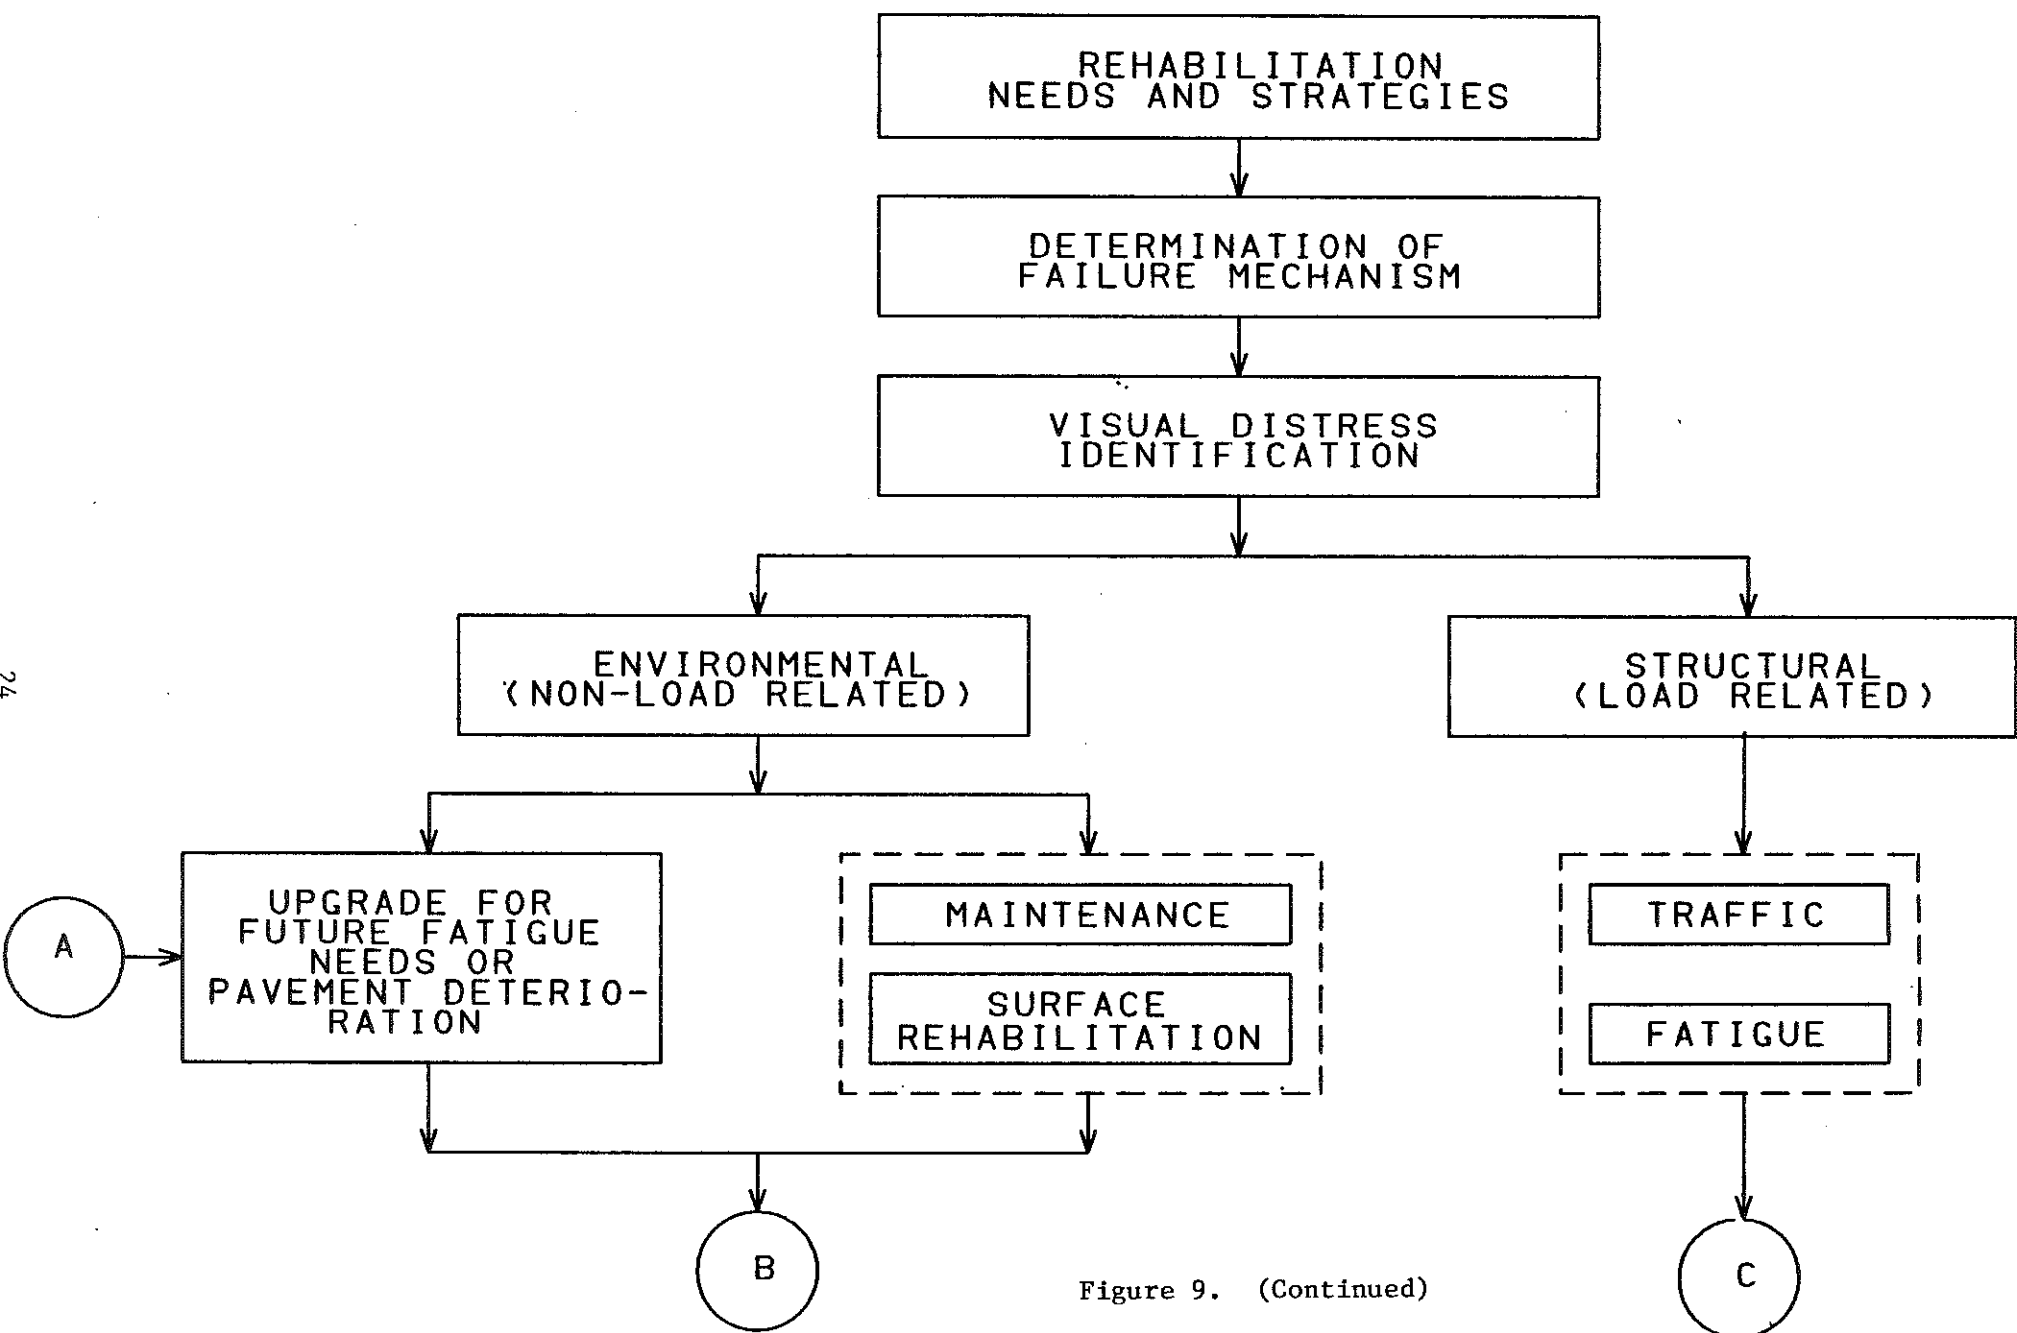 REHABILITATION
NEEDS AND STRATEGIES
DETERMINATION OF
FAILURE MECHANISM
VISUAL DISTRESS
IDENTIFICATION
ENVIRONMENTAL
(NON-LOAD RELATED)
STRUCTURAL
(LOAD RELATED)
24
A
UPGRADE FOR
FUTURE FATIGUE
NEEDS OR
PAVEMENT DETERIO-
RATION
MAINTENANCE
SURFACE
REHABILITATION
TRAFFIC
FATIGUE
B
C
Figure 9. (Continued)